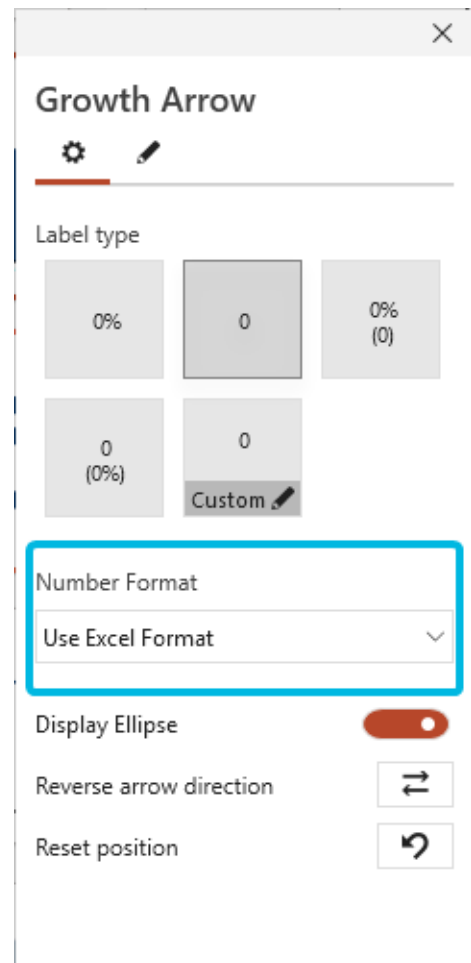 Growth Arrow
Label type
0%
0
0%
(0)
0
(0%)
0
Custom
Number Format
Use Excel Format
Display Ellipse
Reverse arrow direction
Reset position